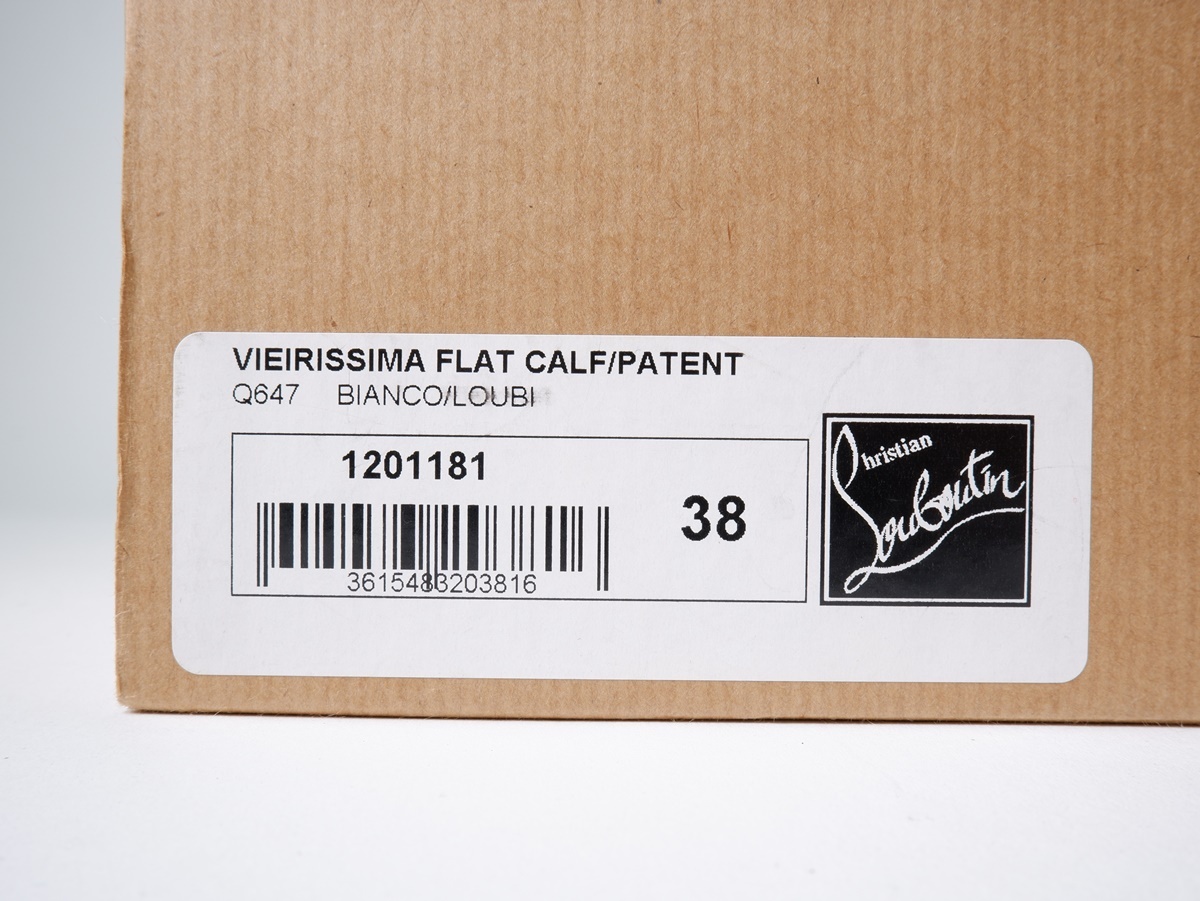 VIEIRISSIMA FLAT CALF/PATENT
Q647 BIANCO/LOUBI
1201181
38
3615483203816
Christian
Louboutin